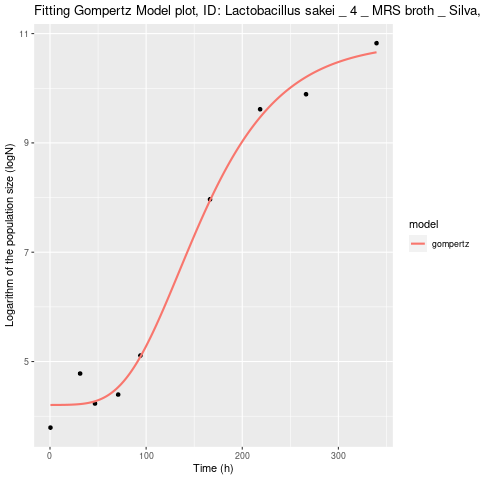 Fitting Gompertz Model plot, ID: Lactobacillus sakei _ 4 _ MRS broth _ Silva,
11
9
7
5
Logarithm of the population size (logN)
0
100
200
300
Time (h)
model
gompertz